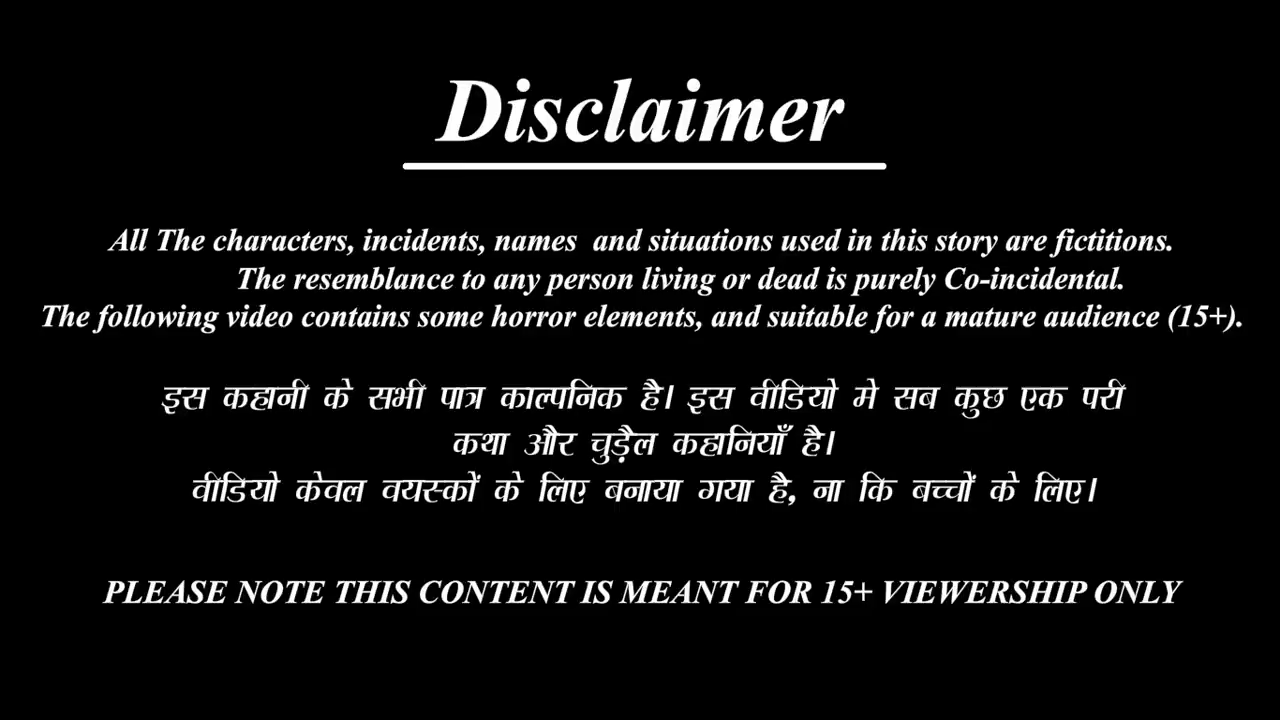 Disclaimer
All The characters, incidents, names and situations used in this story are fictitions.
The resemblance to any person living or dead is purely Co-incidental.
The following video contains some horror elements, and suitable for a mature audience (15+).
इस कहानी के सभी पात्र काल्पनिक है। इस वीडियो मे सब कुछ एक परी
कथा और चुड़ैल कहानियाँ है।
वीडियो केवल वयस्कों के लिए बनाया गया है, ना कि बच्चों के लिए।
PLEASE NOTE THIS CONTENT IS MEANT FOR 15+ VIEWERSHIP ONLY